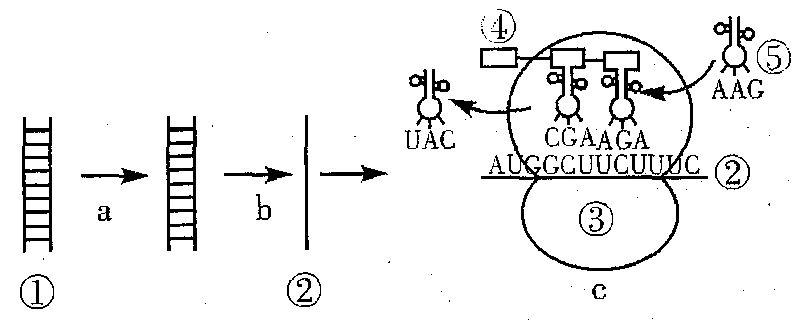 ④
⑤
AAG
UAC
CGA AGA
AUGGCUUCUUUC ②
③
a
b
c
① ②